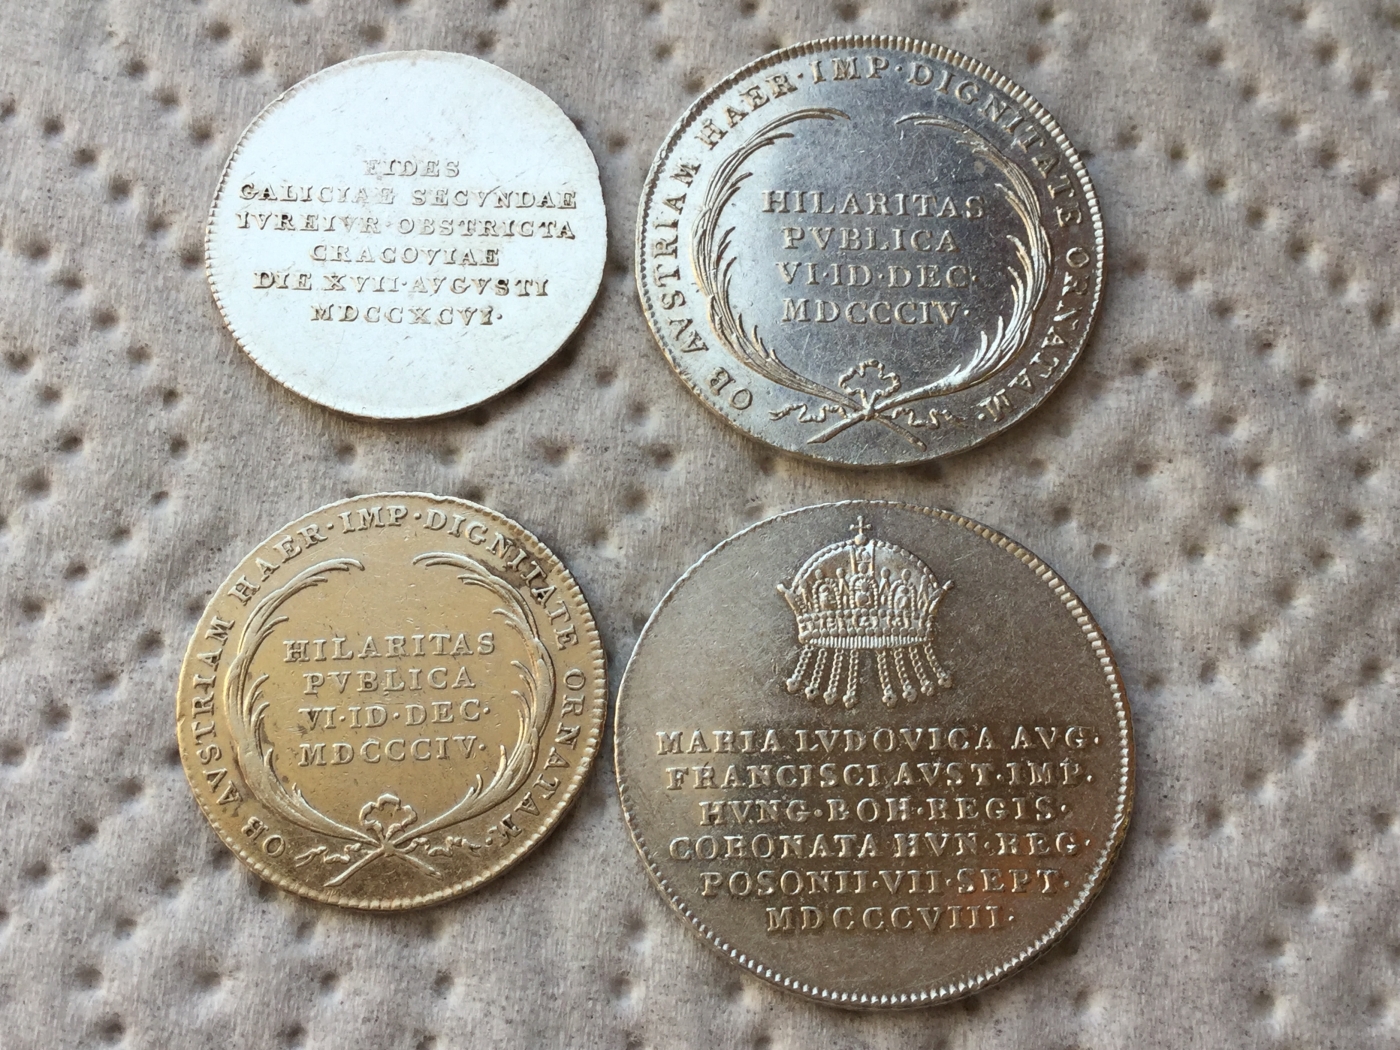 FIDES
GALICIAE SECVNDAE
IVREIVR·OBSTRICTA
CRACOVIAE
DIE XVII·AVGVSTI
MDCCXCVI·
OB AVSTRIAM HAER·IMP·DIGNITATE ORNATAM·
HILARITAS
PVBLICA
VI·ID·DEC·
MDCCCIV·
OB AVSTRIAM HAER·IMP·DIGNITATE ORNATAM·
HILARITAS
PVBLICA
VI·ID·DEC·
MDCCCIV·
MARIA LVDOVICA AVG·
FRANCISCI AVST·IMP·
HVNG·BOH·REGIS·
CORONATA HVN·REG·
POSONII·VII·SEPT·
MDCCCVIII·